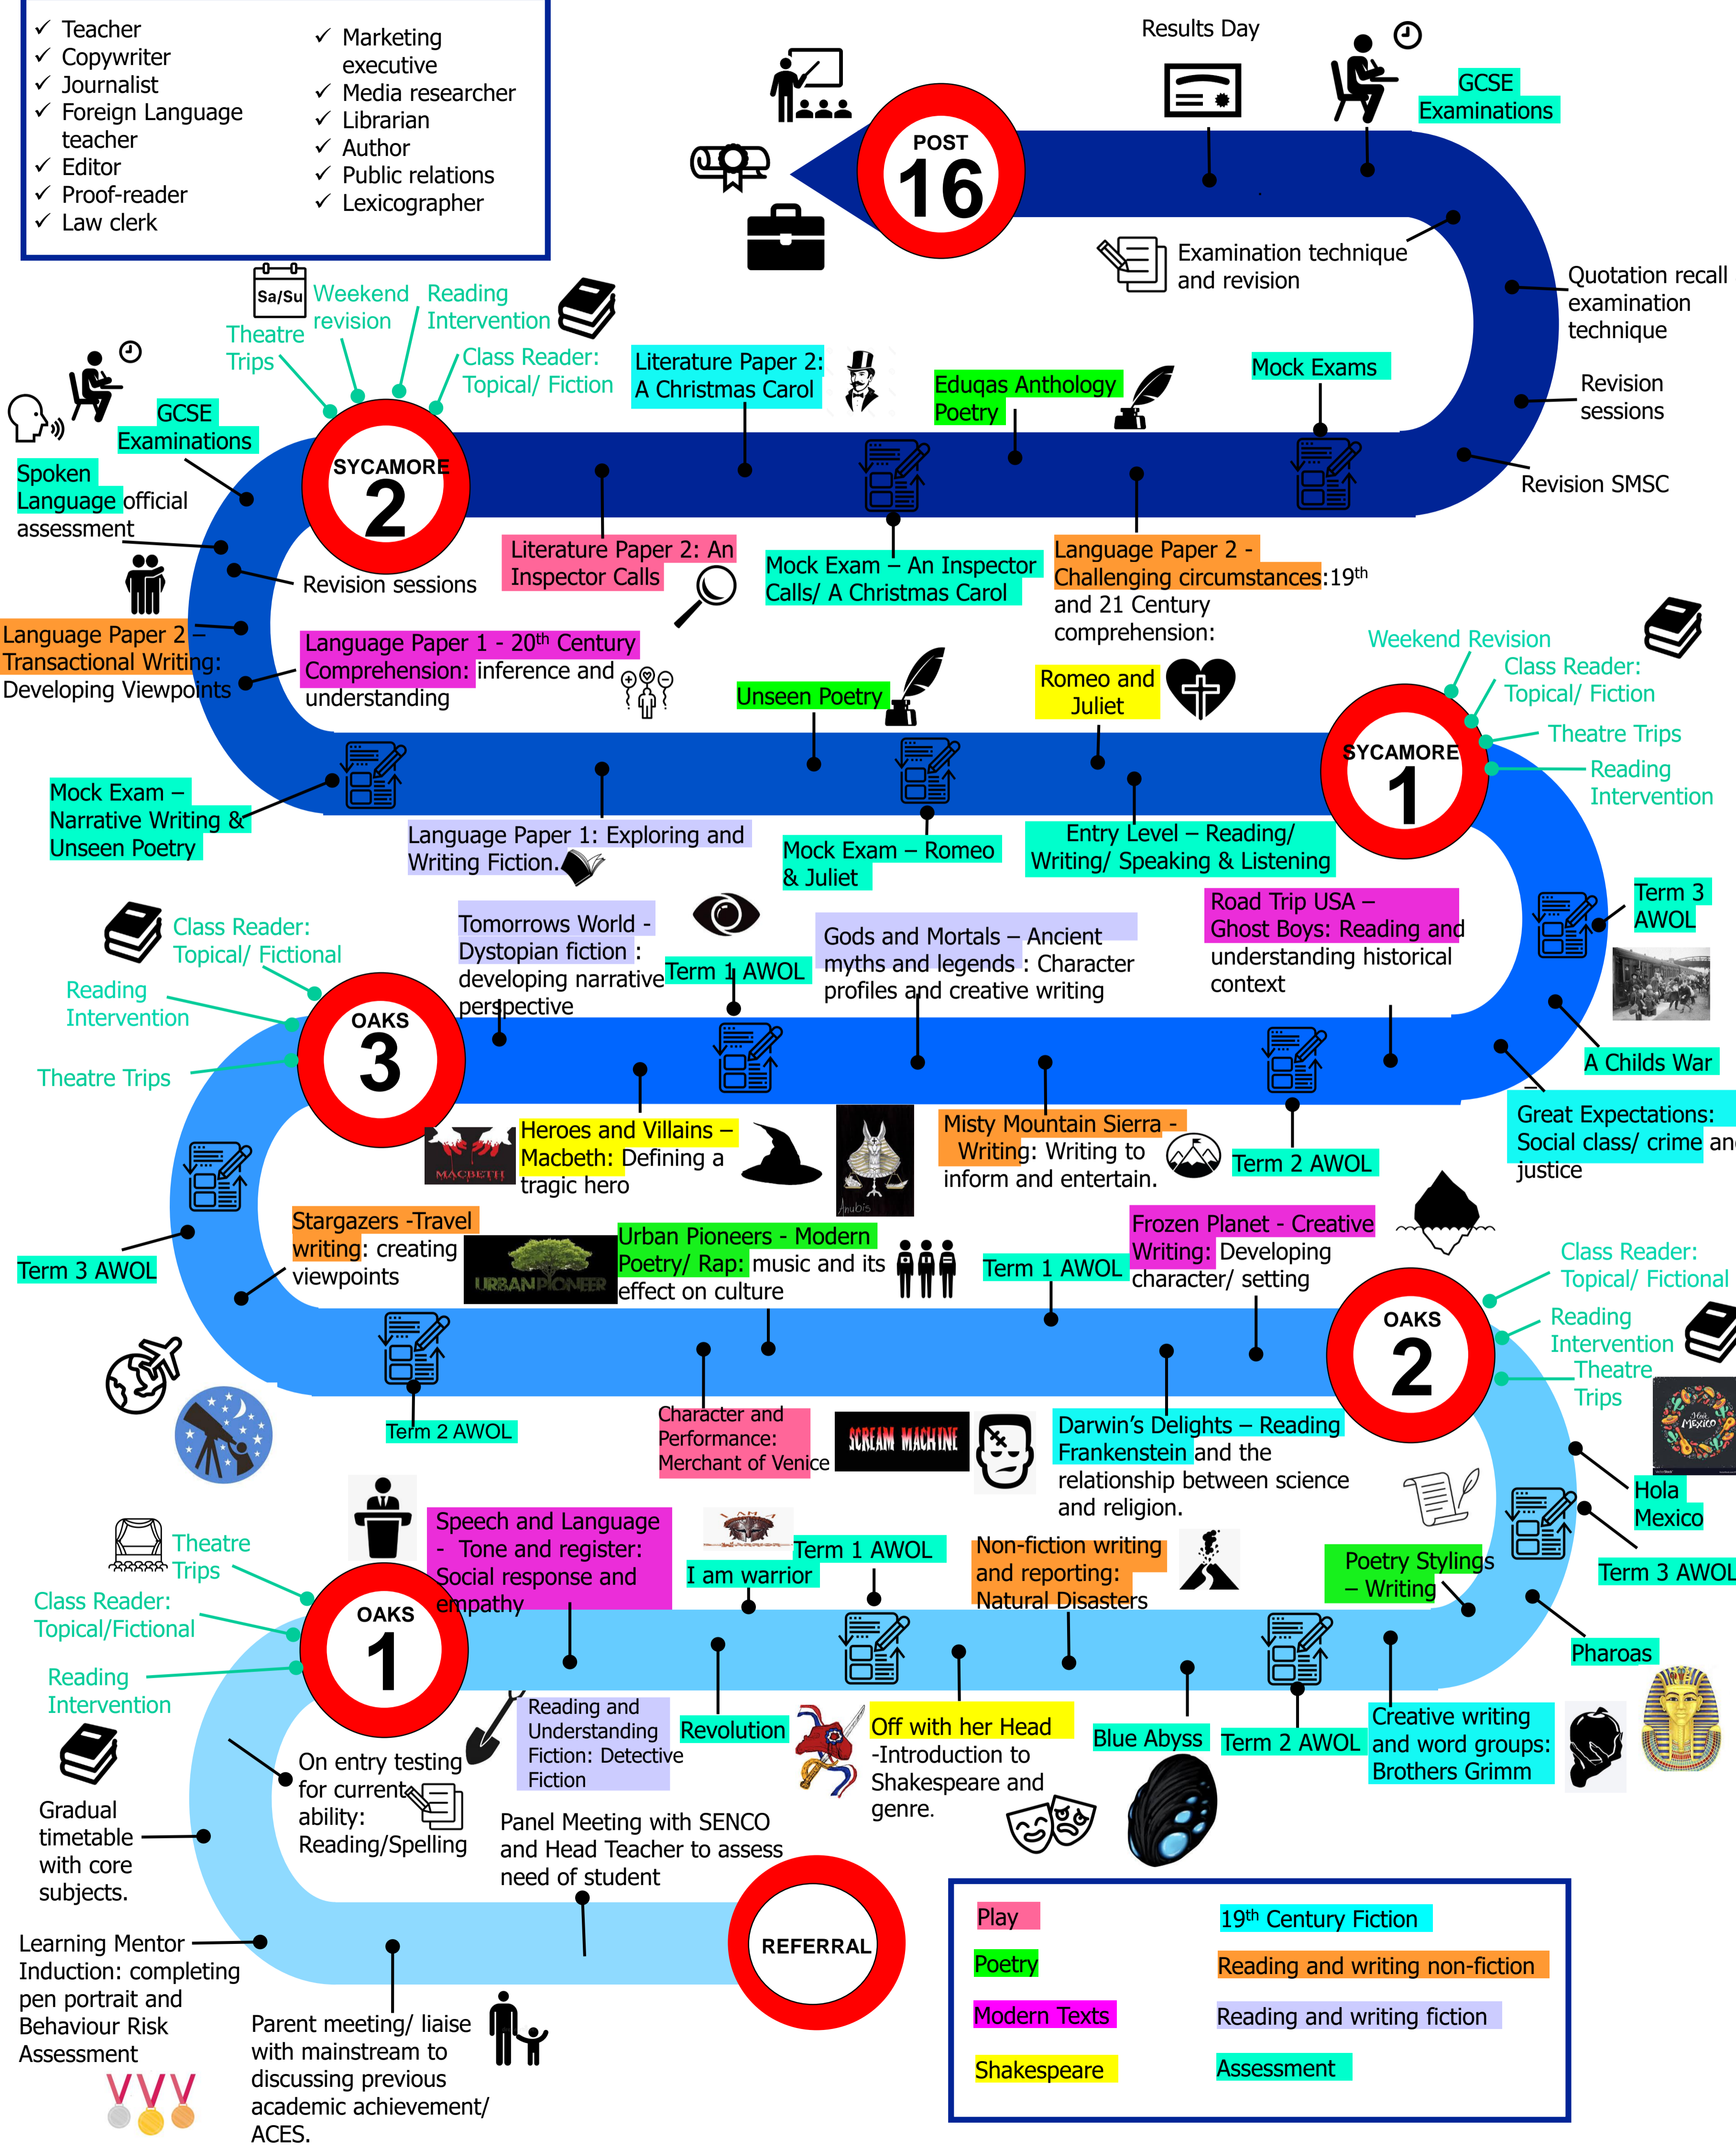 Teacher
Copywriter
Journalist
Foreign Language
teacher
Editor
Proof-reader
Law clerk
Marketing
executive
Media researcher
Librarian
Author
Public relations
Lexicographer
Results Day
GCSE
Examinations
POST
16
Examination technique
and revision
Quotation recall
examination
technique
Revision
sessions
Revision SMSC
Sa/Su
Weekend
revision
Reading
Intervention
Theatre
Trips
Class Reader:
Topical/ Fiction
Literature Paper 2:
A Christmas Carol
Eduqas Anthology
Poetry
Mock Exams
GCSE
Examinations
Spoken
Language official
assessment
SYCAMORE
2
Revision sessions
Literature Paper 2: An
Inspector Calls
Mock Exam – An Inspector
Calls/ A Christmas Carol
Language Paper 2 -
Challenging circumstances:19th
and 21 Century
comprehension:
Language Paper 2 –
Transactional Writing:
Developing Viewpoints
Language Paper 1 - 20th Century
Comprehension: inference and
understanding
Unseen Poetry
Romeo and
Juliet
Weekend Revision
Class Reader:
Topical/ Fiction
Theatre Trips
Reading
Intervention
SYCAMORE
1
Mock Exam –
Narrative Writing &
Unseen Poetry
Language Paper 1: Exploring and
Writing Fiction.
Mock Exam – Romeo
& Juliet
Entry Level – Reading/
Writing/ Speaking & Listening
Class Reader:
Topical/ Fictional
Reading
Intervention
Theatre Trips
OAKS
3
Tomorrows World -
Dystopian fiction :
developing narrative
perspective
Term 1 AWOL
Gods and Mortals – Ancient
myths and legends : Character
profiles and creative writing
Road Trip USA –
Ghost Boys: Reading and
understanding historical
context
Term 3
AWOL
A Childs War
Great Expectations:
Social class/ crime an
justice
MACBETH
Heroes and Villains –
Macbeth: Defining a
tragic hero
Anubis
Misty Mountain Sierra -
Writing: Writing to
inform and entertain.
Term 2 AWOL
Term 3 AWOL
Stargazers -Travel
writing: creating
viewpoints
URBAN PIONEER
Urban Pioneers - Modern
Poetry/ Rap: music and its
effect on culture
Term 1 AWOL
Frozen Planet - Creative
Writing: Developing
character/ setting
OAKS
2
Class Reader:
Topical/ Fictional
Reading
Intervention
Theatre
Trips
Hola
MEXICO
Term 2 AWOL
Character and
Performance:
Merchant of Venice
SCREAM MACHINE
Darwin’s Delights – Reading
Frankenstein and the
relationship between science
and religion.
Hola
Mexico
Term 3 AWOL
Theatre
Trips
Class Reader:
Topical/Fictional
Reading
Intervention
OAKS
1
Speech and Language
- Tone and register:
Social response and
empathy
I AM A
WARRIOR
I am warrior
Term 1 AWOL
Non-fiction writing
and reporting:
Natural Disasters
Poetry Stylings
– Writing
Pharoas
Reading and
Understanding
Fiction: Detective
Fiction
Revolution
Off with her Head
-Introduction to
Shakespeare and
genre.
Blue Abyss
Term 2 AWOL
Creative writing
and word groups:
Brothers Grimm
On entry testing
for current
ability:
Reading/Spelling
Gradual
timetable
with core
subjects.
Panel Meeting with SENCO
and Head Teacher to assess
need of student
REFERRAL
Learning Mentor
Induction: completing
pen portrait and
Behaviour Risk
Assessment
Parent meeting/ liaise
with mainstream to
discussing previous
academic achievement/
ACES.
Play
Poetry
Modern Texts
Shakespeare
19th Century Fiction
Reading and writing non-fiction
Reading and writing fiction
Assessment